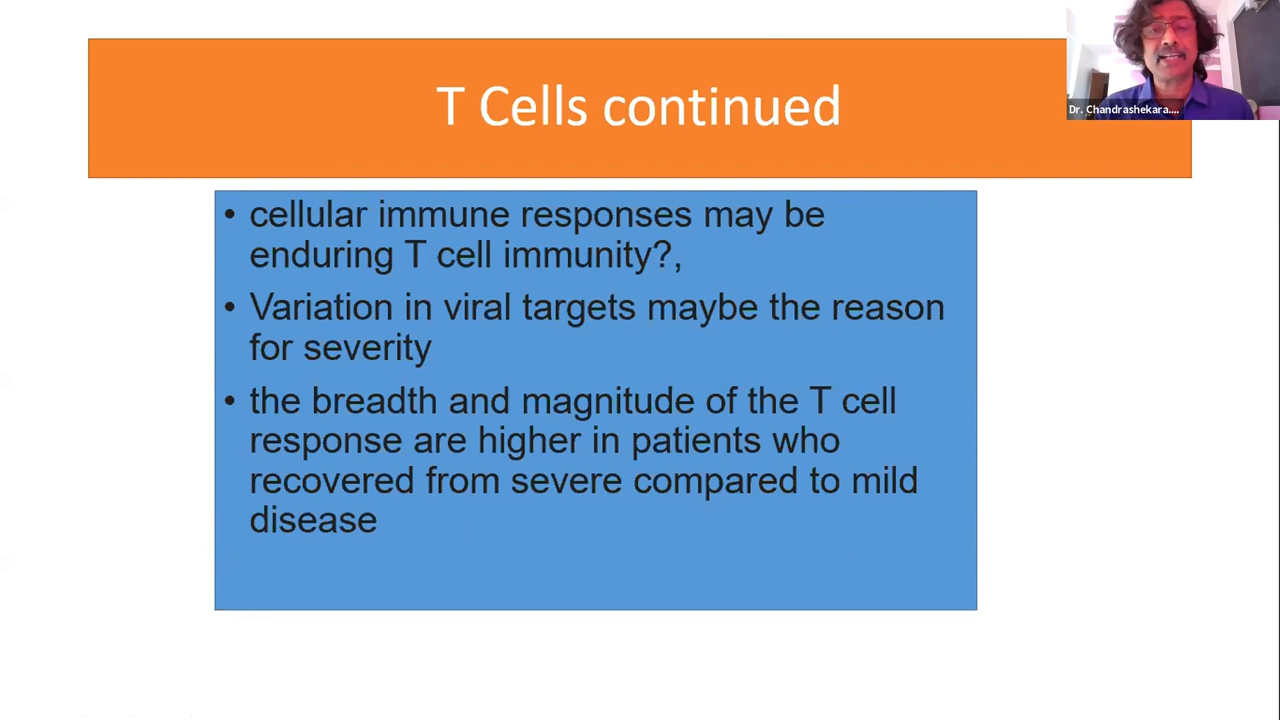 T Cells continued
Dr. Chandrashekara....
• cellular immune responses may be
enduring T cell immunity?,
• Variation in viral targets maybe the reason
for severity
• the breadth and magnitude of the T cell
response are higher in patients who
recovered from severe compared to mild
disease